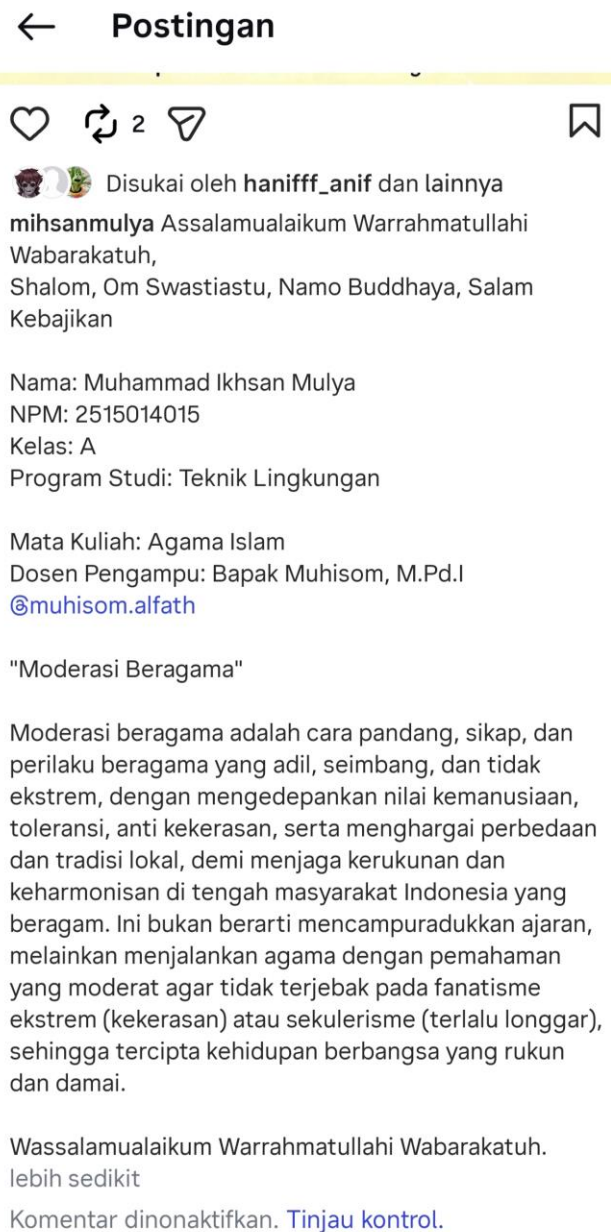 Postingan
2
Disukai oleh hanifff_anif dan lainnya
mihsanmulya Assalamualaikum Warrahmatullahi
Wabarakatuh,
Shalom, Om Swastiastu, Namo Buddhaya, Salam
Kebajikan
Nama: Muhammad Ikhsan Mulya
NPM: 2515014015
Kelas: A
Program Studi: Teknik Lingkungan
Mata Kuliah: Agama Islam
Dosen Pengampu: Bapak Muhisom, M.Pd.I
@muhisom.alfath
"Moderasi Beragama"
Moderasi beragama adalah cara pandang, sikap, dan
perilaku beragama yang adil, seimbang, dan tidak
ekstrem, dengan mengedepankan nilai kemanusiaan,
toleransi, anti kekerasan, serta menghargai perbedaan
dan tradisi lokal, demi menjaga kerukunan dan
keharmonisan di tengah masyarakat Indonesia yang
beragam. Ini bukan berarti mencampuradukkan ajaran,
melainkan menjalankan agama dengan pemahaman
yang moderat agar tidak terjebak pada fanatisme
ekstrem (kekerasan) atau sekulerisme (terlalu longgar),
sehingga tercipta kehidupan berbangsa yang rukun
dan damai.
Wassalamualaikum Warrahmatullahi Wabarakatuh.
lebih sedikit
Komentar dinonaktifkan. Tinjau kontrol.